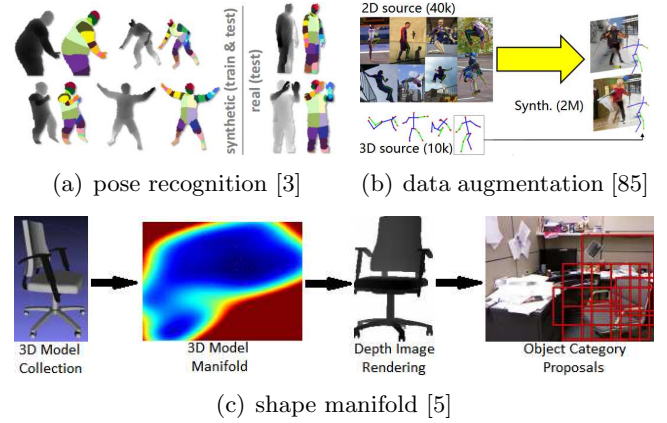 synthetic (train & test)
real (test)
2D source (40k)
Synth. (2M)
3D source (10k)
(a) pose recognition [3]
(b) data augmentation [85]
3D Model
Collection
3D Model
Manifold
Depth Image
Rendering
Object Category
Proposals
(c) shape manifold [5]